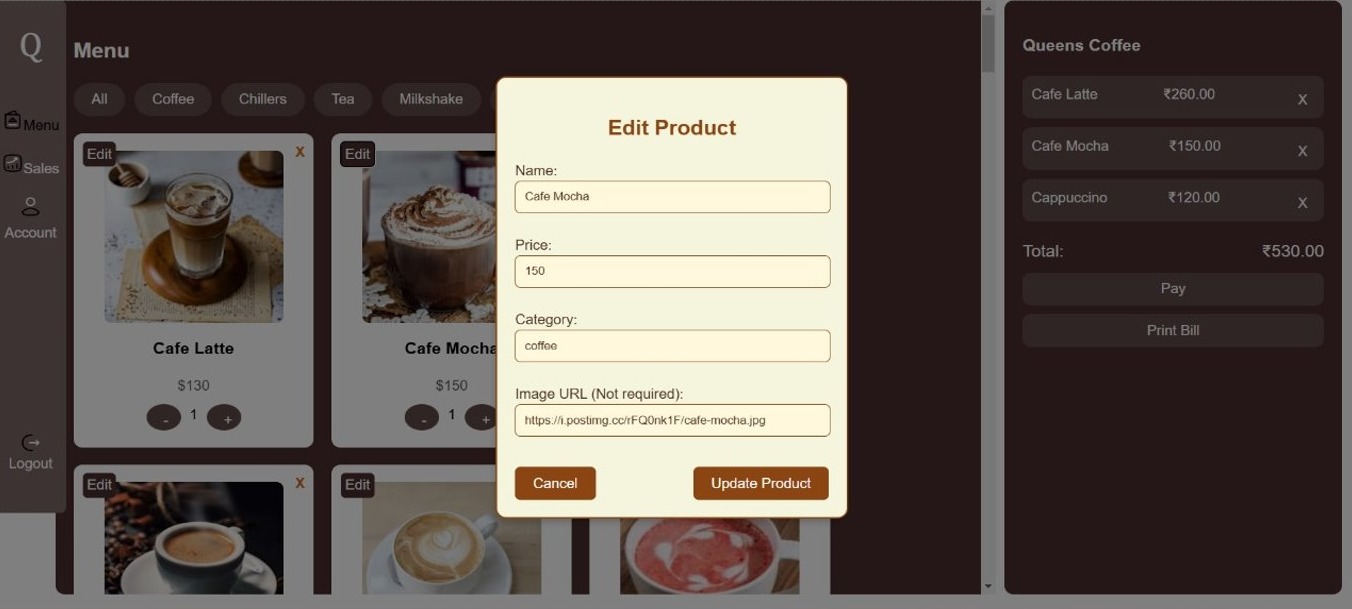 Q
Menu
Sales
Account
Logout
Menu
All
Coffee
Chillers
Tea
Milkshake
Edit
X
Cafe Latte
$130
-
1
+
Edit
Cafe Mocha
$150
-
1
+
Edit
X
Edit
Edit Product
Name:
Cafe Mocha
Price:
150
Category:
coffee
Image URL (Not required):
https://i.postimg.cc/rFQ0nk1F/cafe-mocha.jpg
Cancel Update Product
Queens Coffee
Cafe Latte ₹260.00 X
Cafe Mocha ₹150.00 X
Cappuccino ₹120.00 X
Total: ₹530.00
Pay
Print Bill